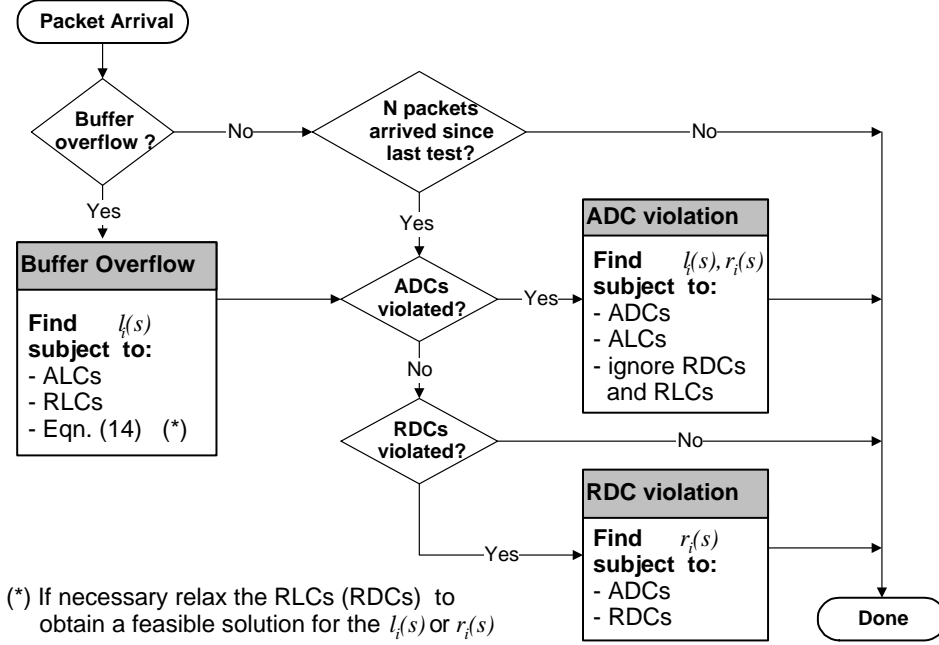 Packet Arrival
Buffer
overflow ?
No
N packets
arrived since
last test?
No
Yes
Yes
Buffer Overflow
Find l_i(s)
subject to:
- ALCs
- RLCs
- Eqn. (14) (*)
ADCs
violated?
Yes
ADC violation
Find l_i(s), r_i(s)
subject to:
- ADCs
- ALCs
- ignore RDCs
and RLCs
No
RDCs
violated?
No
Yes
RDC violation
Find r_i(s)
subject to:
- ADCs
- RDCs
Done
(*) If necessary relax the RLCs (RDCs) to
obtain a feasible solution for the l_i(s) or r_i(s)